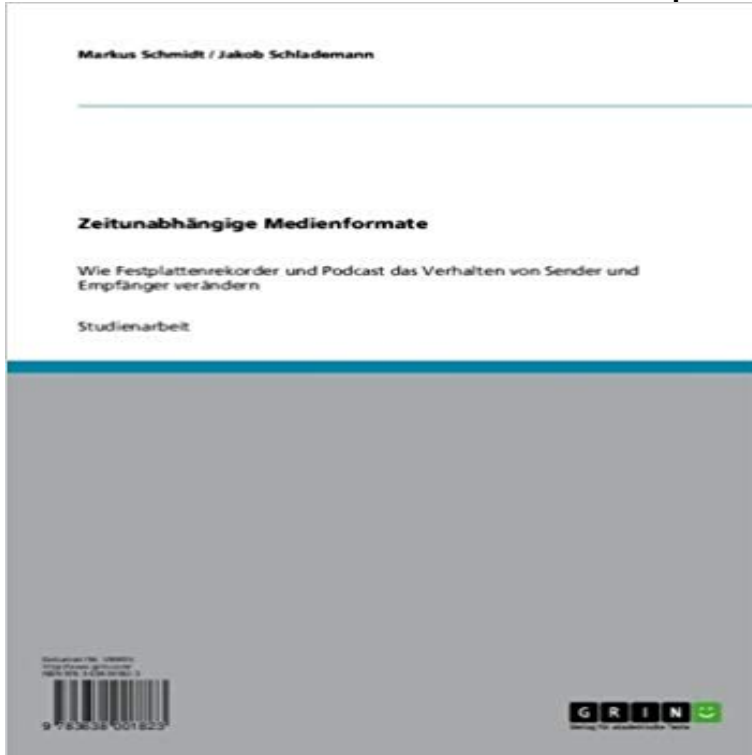 Markus Schmidt / Jakob Schlademann
Zeitunabhängige Medienformate
Wie Festplattenrekorder und Podcast das Verhalten von Sender und
Empfänger verändern
Studienarbeit
9 783638 001823
G R I N